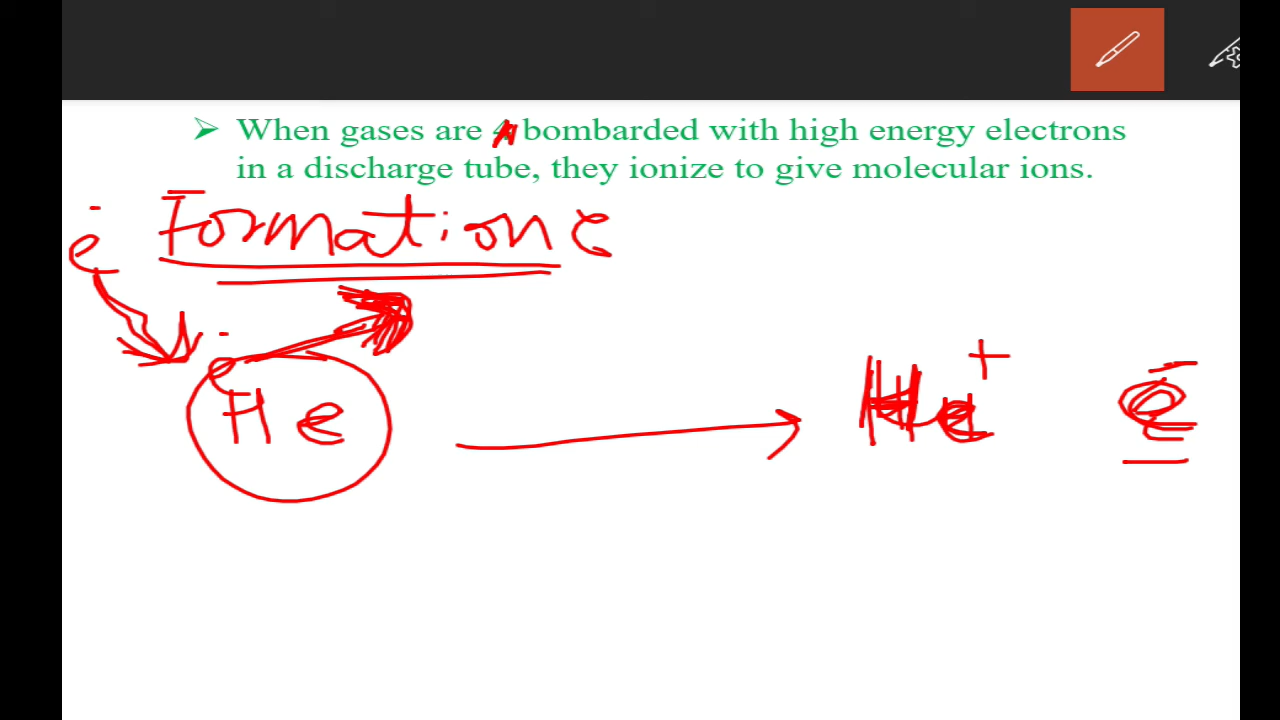 When gases are bombarded with high energy electrons
in a discharge tube, they ionize to give molecular ions.
Formation
e-
e-
He He+ e-